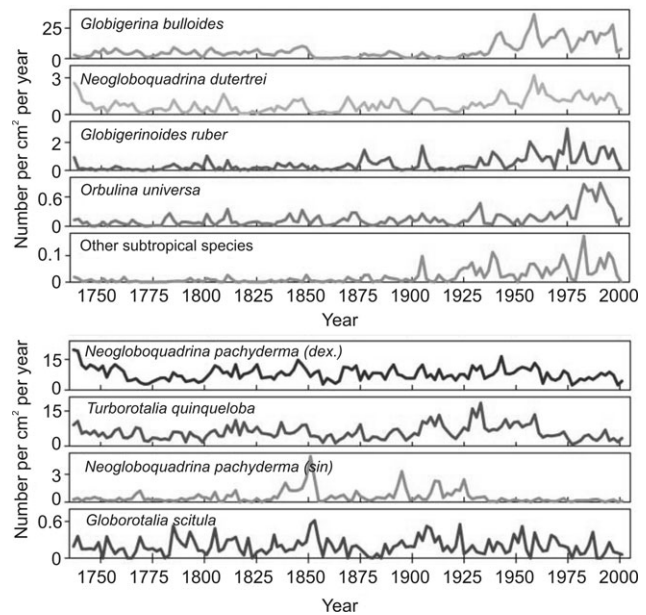 Number per cm² per year
Globigerina bulloides
25
0
Neogloboquadrina dutertrei
3
0
Globigerinoides ruber
2
0
Orbulina universa
0.6
0
Other subtropical species
0.1
0
1750 1775 1800 1825 1850 1875 1900 1925 1950 1975 2000
Year
Number per cm² per year
Neogloboquadrina pachyderma (dex.)
15
0
Turborotalia quinqueloba
15
0
Neogloboquadrina pachyderma (sin)
3
0
Globorotalia scitula
0.6
0
1750 1775 1800 1825 1850 1875 1900 1925 1950 1975 2000
Year